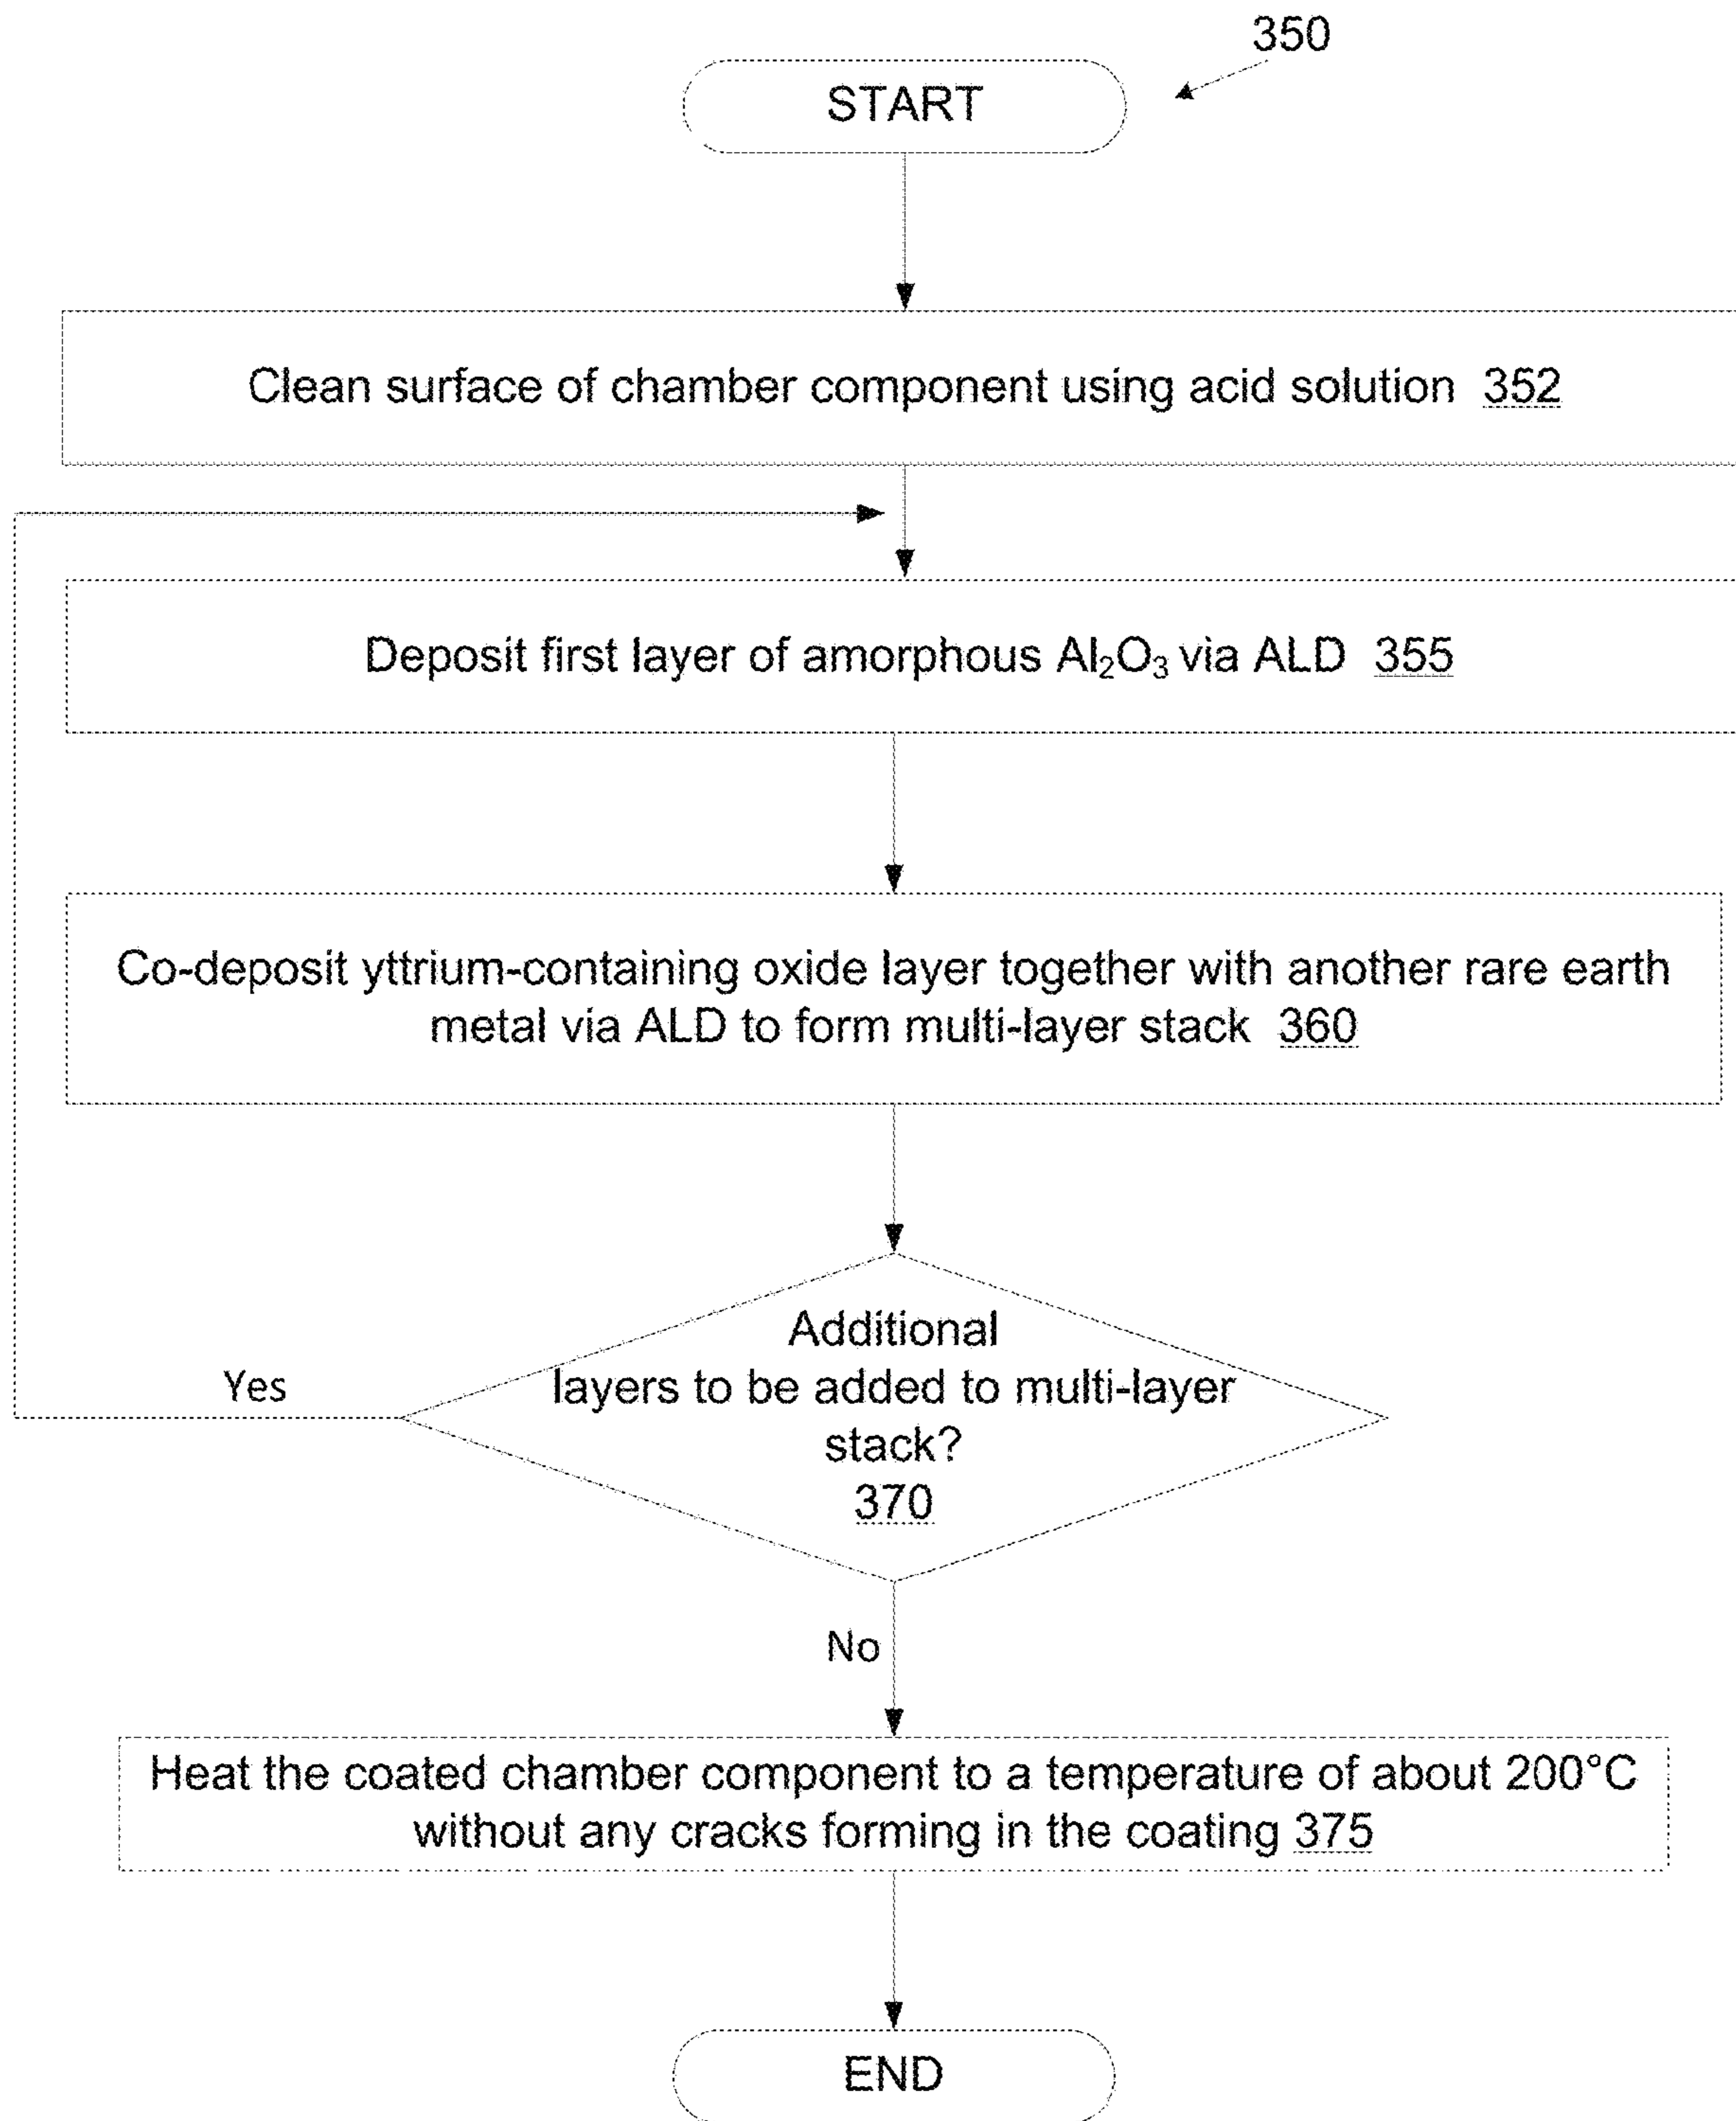 350
START
Clean surface of chamber component using acid solution 352
Deposit first layer of amorphous Al₂O₃ via ALD 355
Co-deposit yttrium-containing oxide layer together with another rare earth
metal via ALD to form multi-layer stack 360
Additional
layers to be added to multi-layer
stack?
370
Yes
No
Heat the coated chamber component to a temperature of about 200°C
without any cracks forming in the coating 375
END